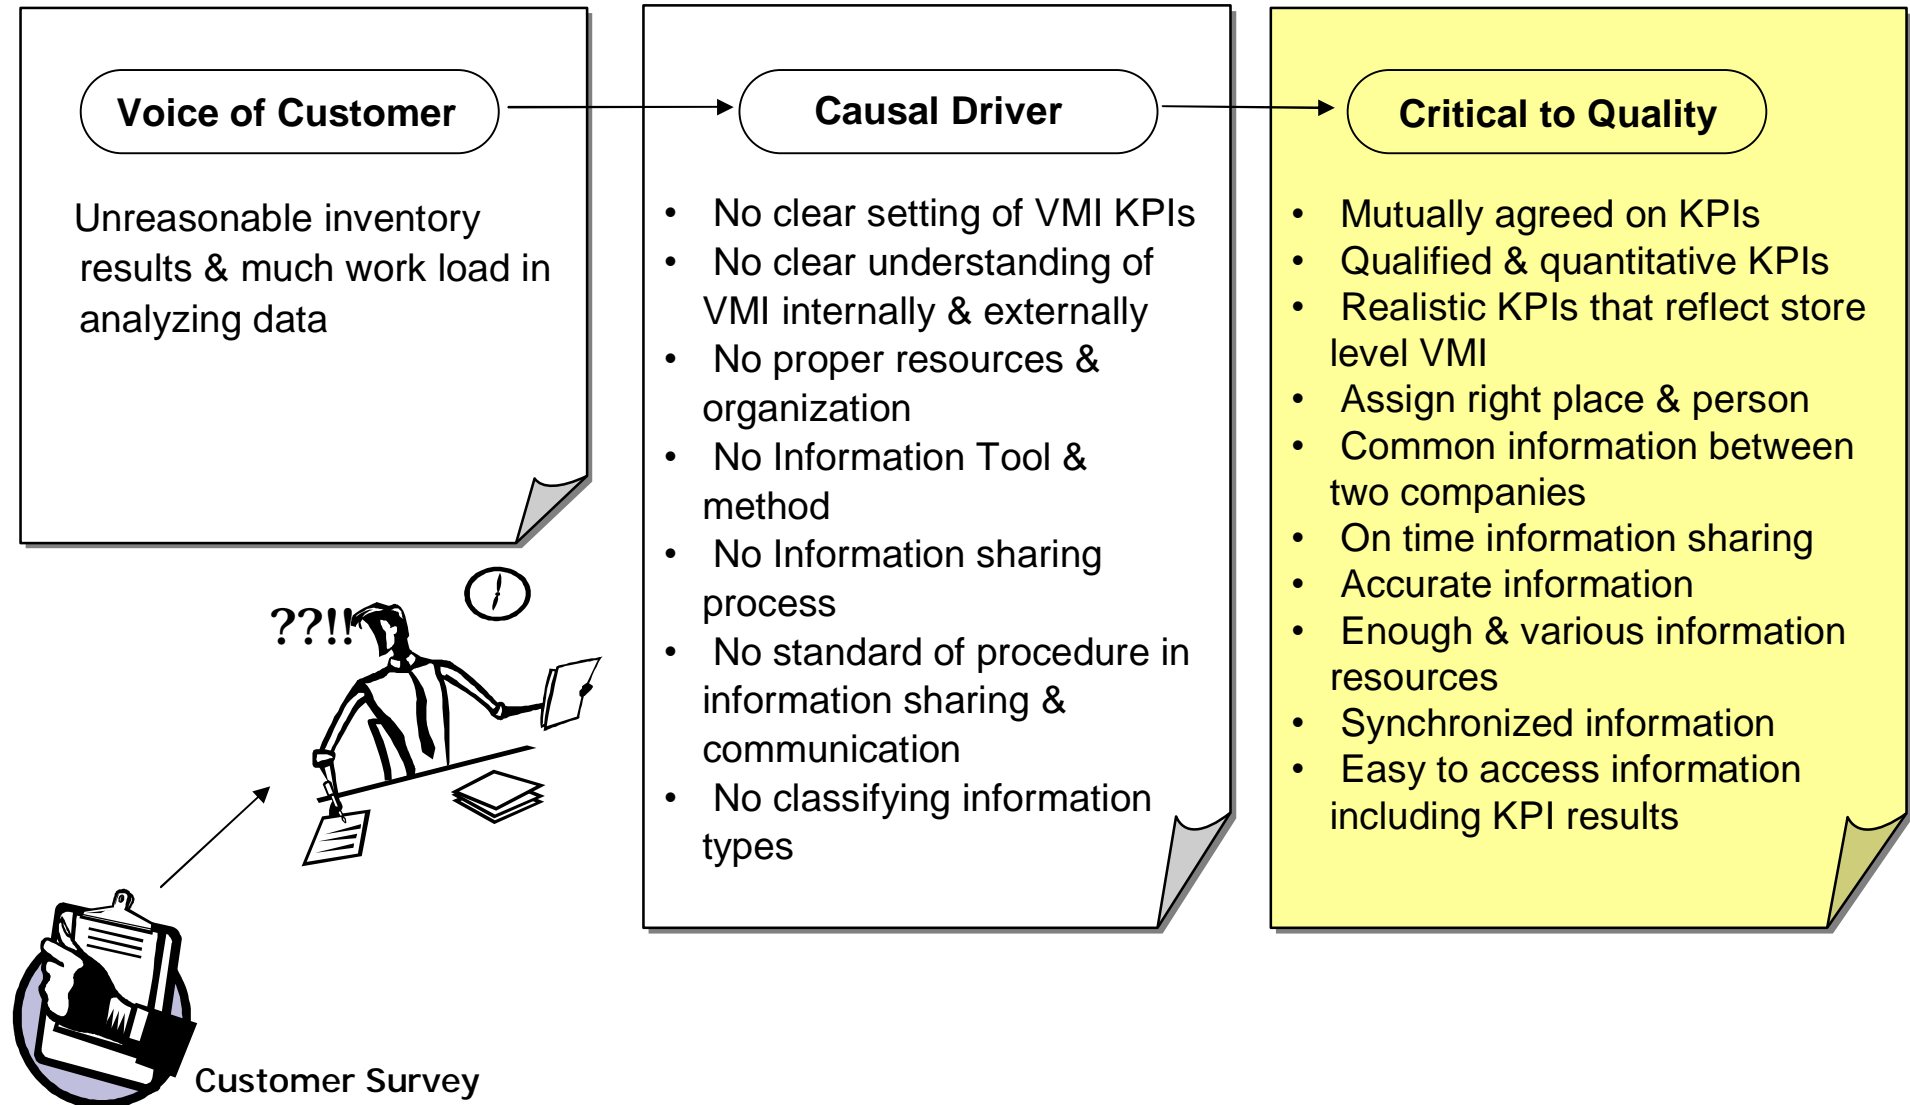 Voice of Customer
Unreasonable inventory
results & much work load in
analyzing data
??!!
Customer Survey
Causal Driver
• No clear setting of VMI KPIs
• No clear understanding of
VMI internally & externally
• No proper resources &
organization
• No Information Tool &
method
• No Information sharing
process
• No standard of procedure in
information sharing &
communication
• No classifying information
types
Critical to Quality
• Mutually agreed on KPIs
• Qualified & quantitative KPIs
• Realistic KPIs that reflect store
level VMI
• Assign right place & person
• Common information between
two companies
• On time information sharing
• Accurate information
• Enough & various information
resources
• Synchronized information
• Easy to access information
including KPI results